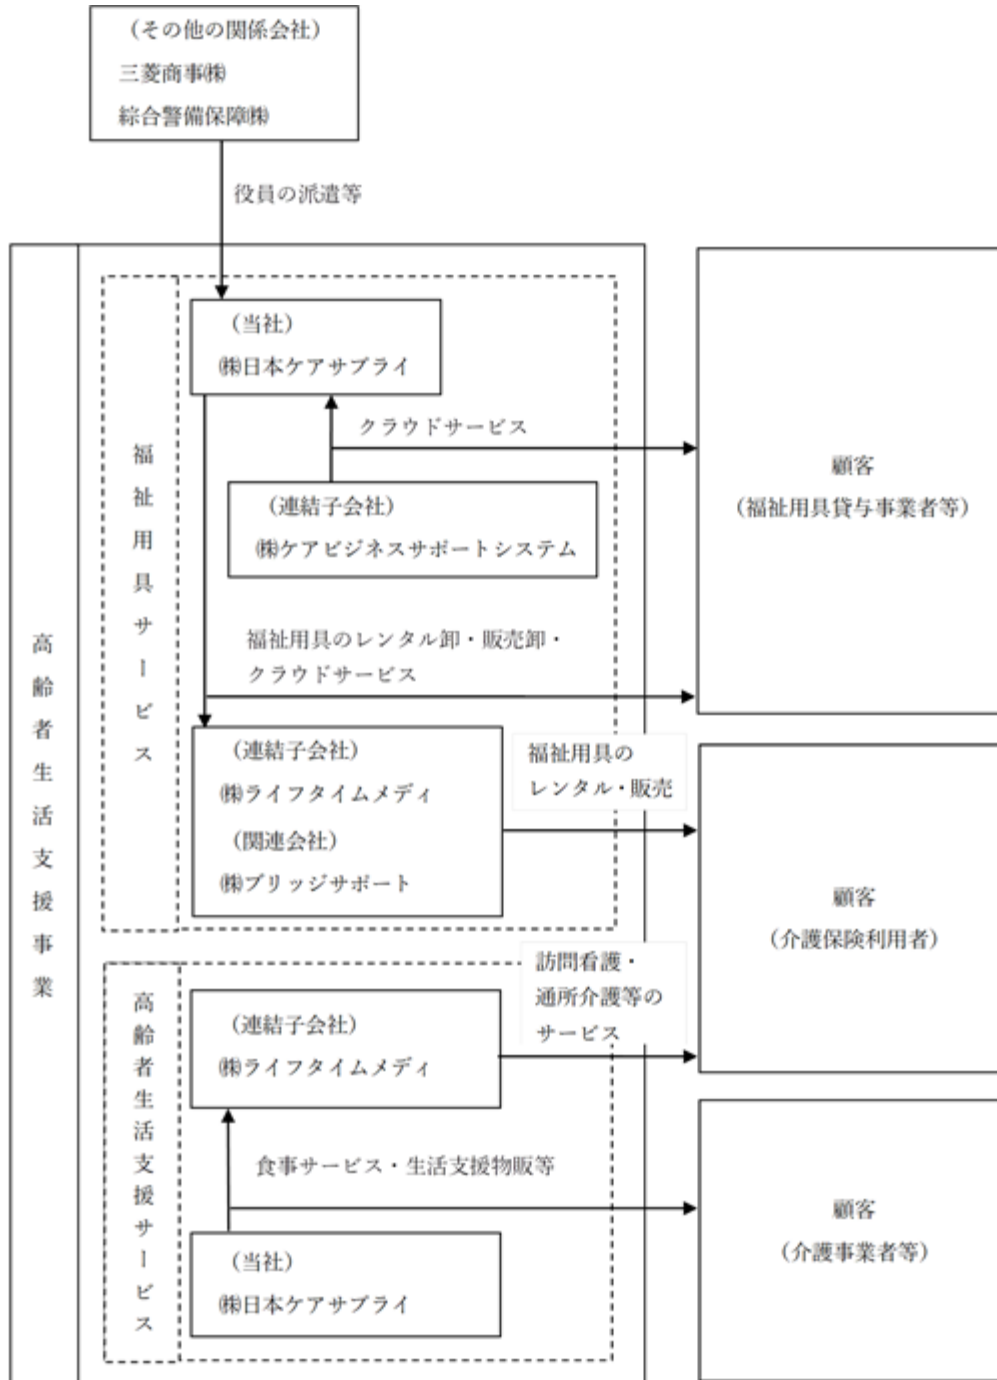 （その他の関係会社）
三菱商事㈱
綜合警備保障㈱
役員の派遣等
高齢者生活支援事業
福祉用具サービス
（当社）
㈱日本ケアサプライ
クラウドサービス
（連結子会社）
㈱ケアビジネスサポートシステム
福祉用具のレンタル卸・販売卸・
クラウドサービス
（連結子会社）
㈱ライフタイムメディ
（関連会社）
㈱ブリッジサポート
福祉用具の
レンタル・販売
顧客
（福祉用具貸与事業者等）
顧客
（介護保険利用者）
高齢者生活支援サービス
（連結子会社）
㈱ライフタイムメディ
訪問看護・
通所介護等の
サービス
食事サービス・生活支援物販等
（当社）
㈱日本ケアサプライ
顧客
（介護事業者等）